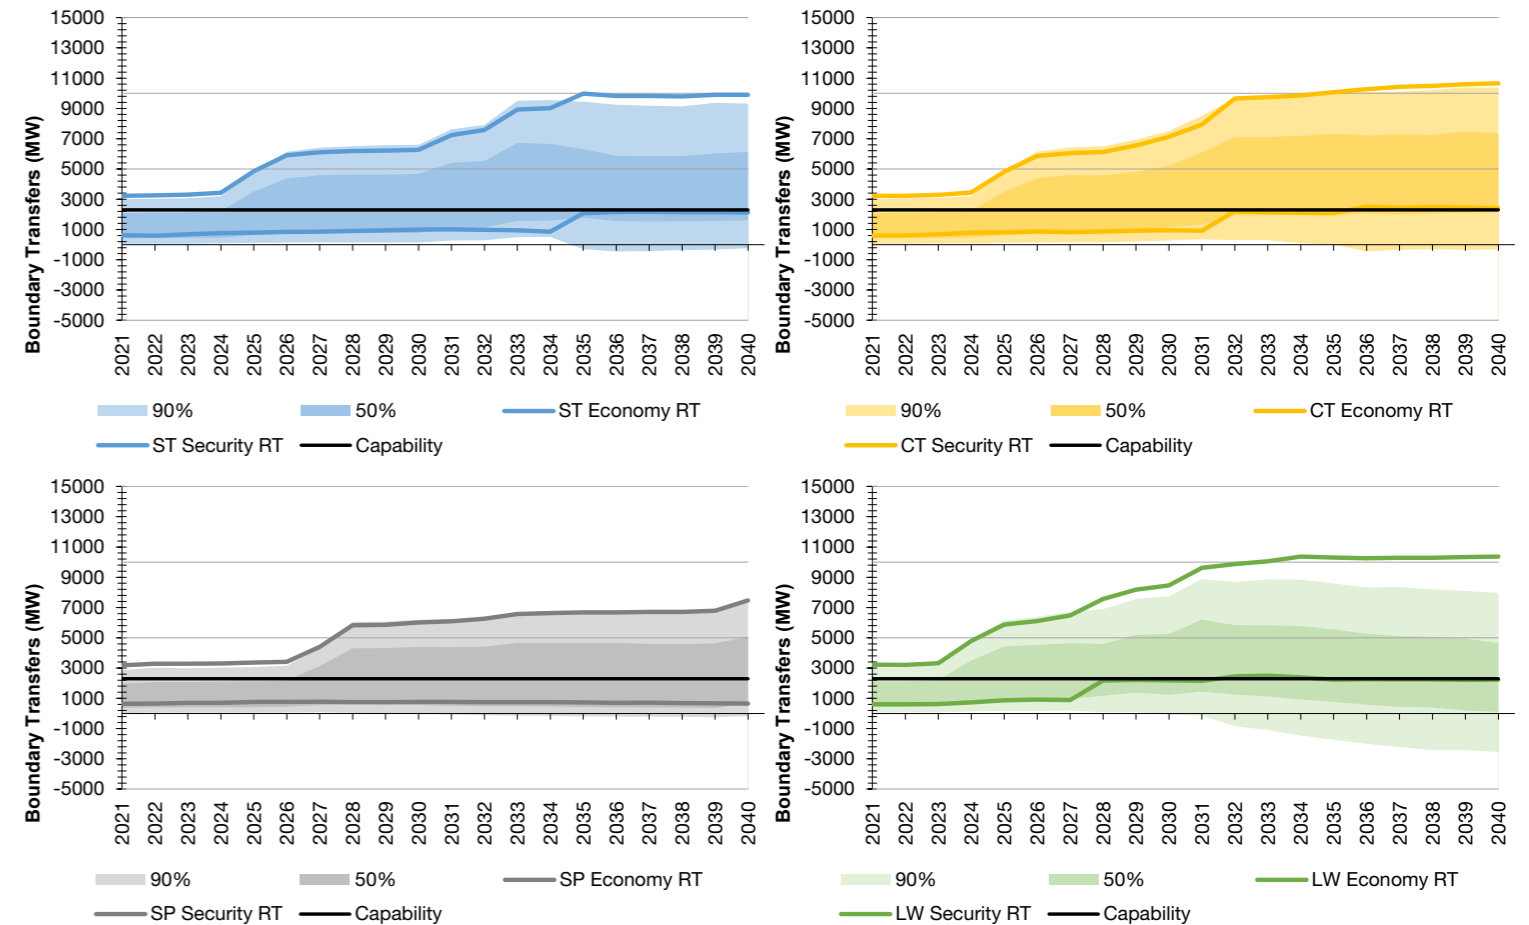 Boundary Transfers (MW)
15000
13000
11000
9000
7000
5000
3000
1000
-1000
-3000
-5000
2021 2022 2023 2024 2025 2026 2027 2028 2029 2030 2031 2032 2033 2034 2035 2036 2037 2038 2039 2040
90% 50% ST Economy RT
ST Security RT Capability
Boundary Transfers (MW)
15000
13000
11000
9000
7000
5000
3000
1000
-1000
-3000
-5000
2021 2022 2023 2024 2025 2026 2027 2028 2029 2030 2031 2032 2033 2034 2035 2036 2037 2038 2039 2040
90% 50% CT Economy RT
CT Security RT Capability
Boundary Transfers (MW)
15000
13000
11000
9000
7000
5000
3000
1000
-1000
-3000
-5000
2021 2022 2023 2024 2025 2026 2027 2028 2029 2030 2031 2032 2033 2034 2035 2036 2037 2038 2039 2040
90% 50% SP Economy RT
SP Security RT Capability
Boundary Transfers (MW)
15000
13000
11000
9000
7000
5000
3000
1000
-1000
-3000
-5000
2021 2022 2023 2024 2025 2026 2027 2028 2029 2030 2031 2032 2033 2034 2035 2036 2037 2038 2039 2040
90% 50% LW Economy RT
LW Security RT Capability